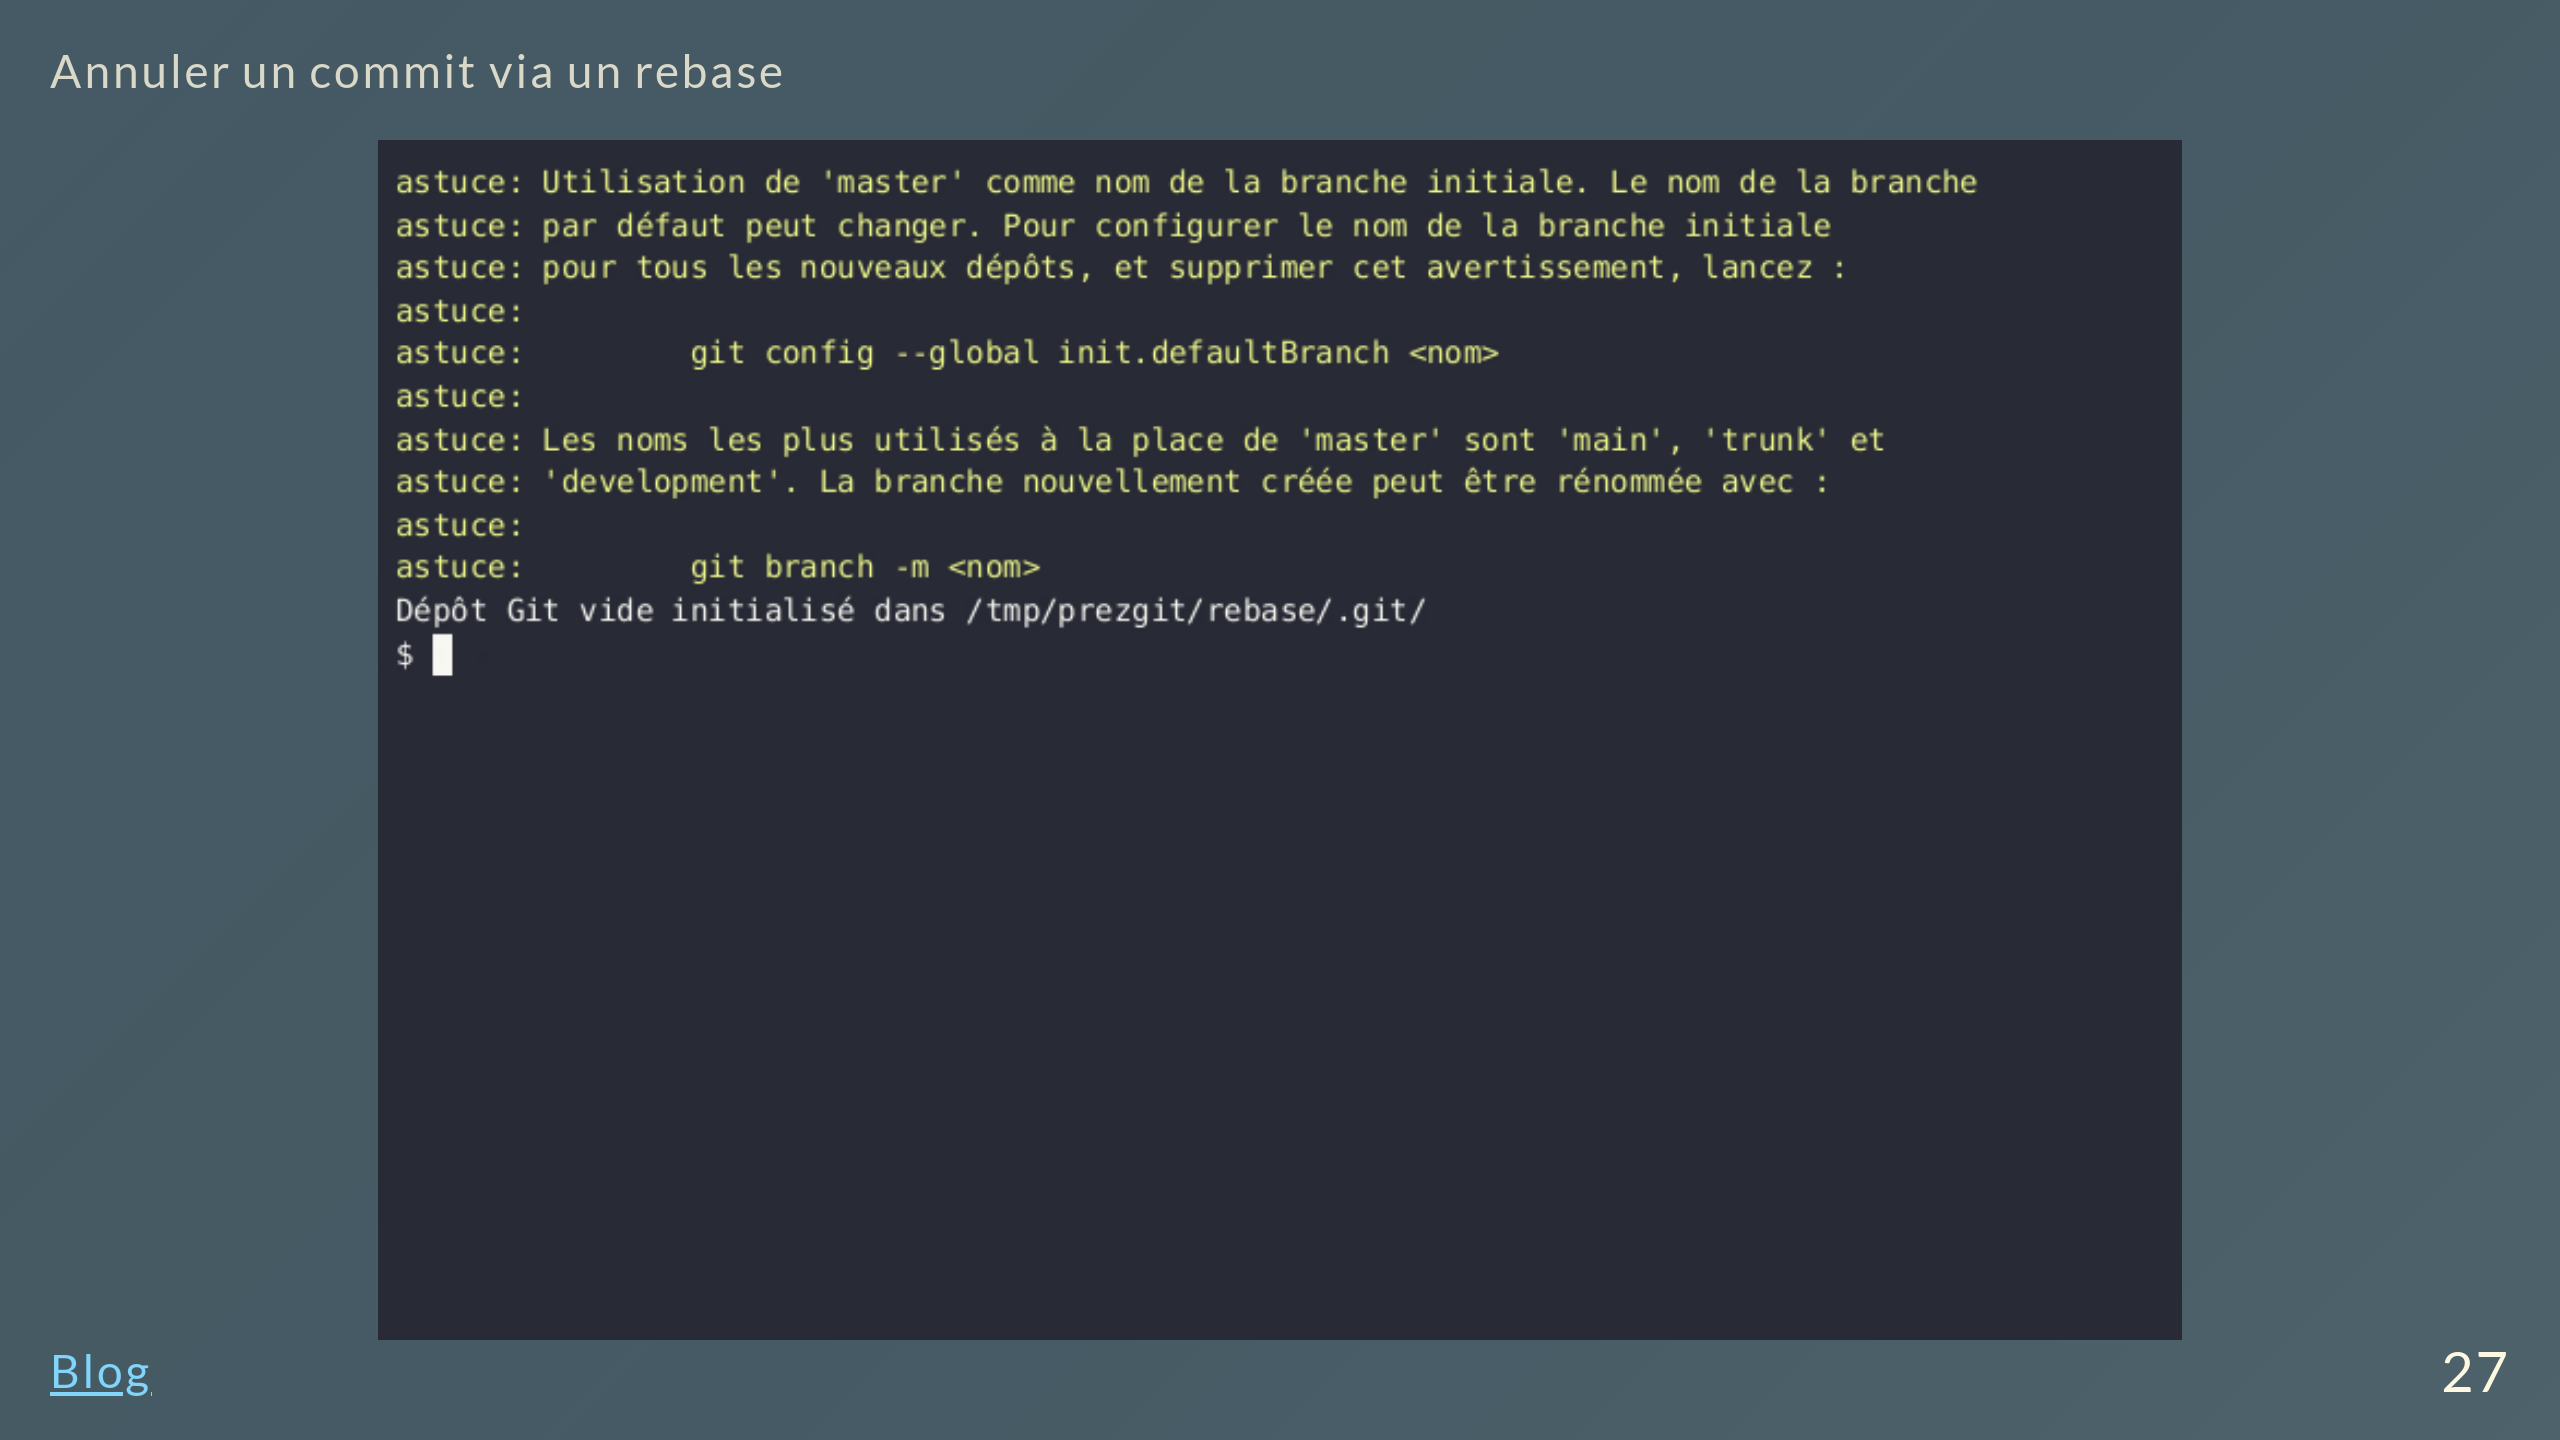 Annuler un commit via un rebase
astuce: Utilisation de 'master' comme nom de la branche initiale. Le nom de la branche
astuce: par défaut peut changer. Pour configurer le nom de la branche initiale
astuce: pour tous les nouveaux dépôts, et supprimer cet avertissement, lancez :
astuce:
astuce:         git config --global init.defaultBranch <nom>
astuce:
astuce: Les noms les plus utilisés à la place de 'master' sont 'main', 'trunk' et
astuce: 'development'. La branche nouvellement créée peut être rénommée avec :
astuce:
astuce:         git branch -m <nom>
Dépôt Git vide initialisé dans /tmp/prezgit/rebase/.git/
$
Blog
27